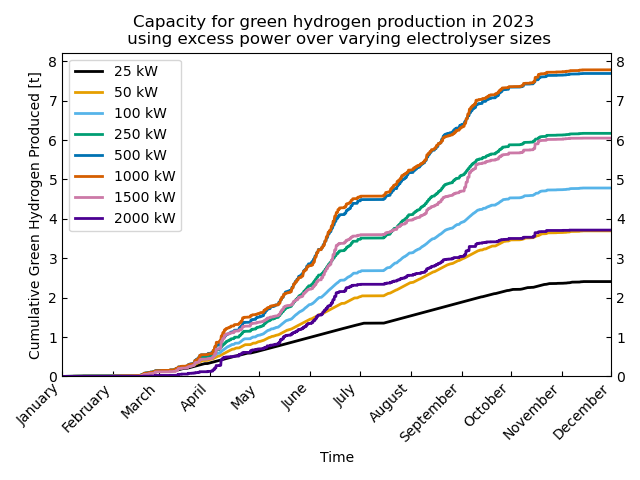 Capacity for green hydrogen production in 2023
using excess power over varying electrolyser sizes
Cumulative Green Hydrogen Produced [t]
8
7
6
5
4
3
2
1
0
25 kW
50 kW
100 kW
250 kW
500 kW
1000 kW
1500 kW
2000 kW
8
7
6
5
4
3
2
1
0
January
February
March
April
May
June
July
August
September
October
November
December
Time